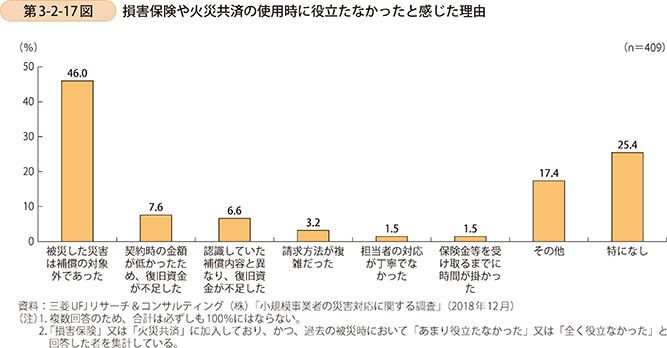 第3-2-17図 損害保険や火災共済の使用時に役立たなかったと感じた理由
(%)
(n=409)
50
40
30
20
10
0
46.0
7.6
6.6
3.2
1.5
1.5
17.4
25.4
被災した災害
は補償の対象
外であった
契約時の金額
が低かったた
め、復旧資金
が不足した
認識していた
補償内容と異
なり、復旧資
金が不足した
請求方法が複
雑だった
担当者の対応
が丁寧でな
かった
保険金等を受
け取るまでに
時間が掛かった
その他
特になし
資料:三菱UFJリサーチ&コンサルティング(株)「小規模事業者の災害対応に関する調査」(2018年12月)
(注)1.複数回答のため、合計は必ずしも100%にはならない。
2.「損害保険」又は「火災共済」に加入しており、かつ、過去の被災時において「あまり役立たなかった」又は「全く役立なかった」と
回答した者を集計している。